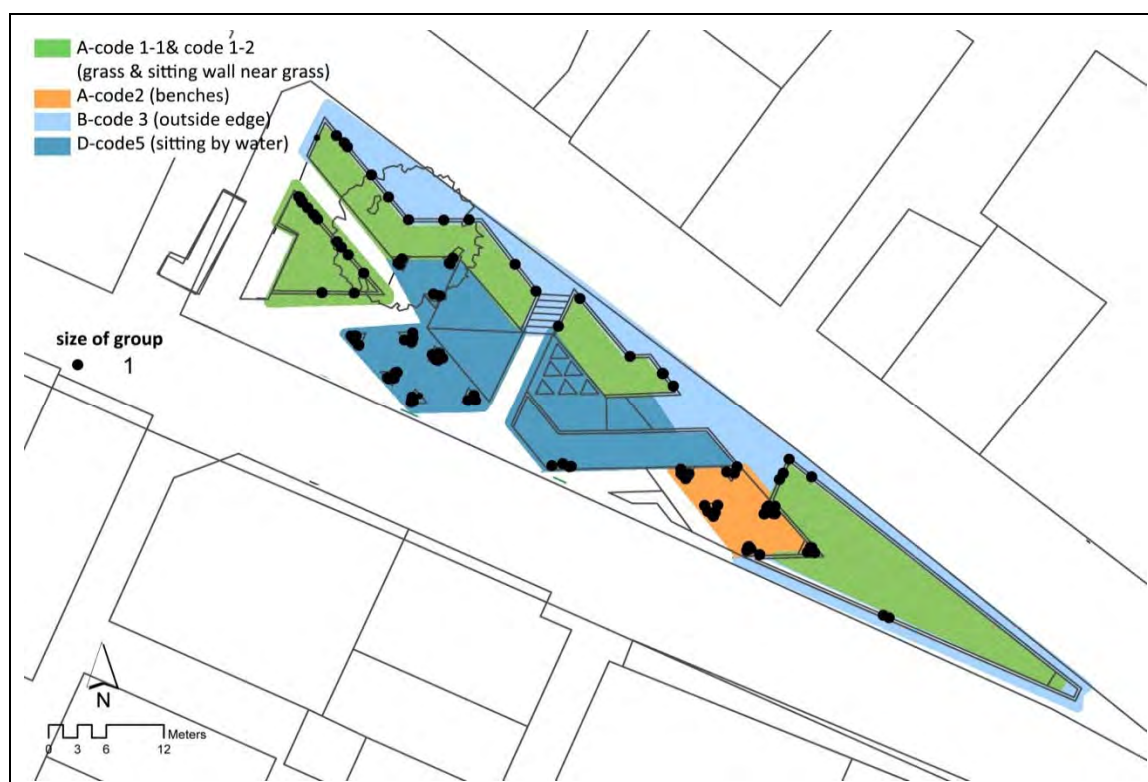 A-code 1-1& code 1-2
(grass & sitting wall near grass)
A-code2 (benches)
B-code 3 (outside edge)
D-code5 (sitting by water)
size of group
1
N
Meters
0 3 6 12